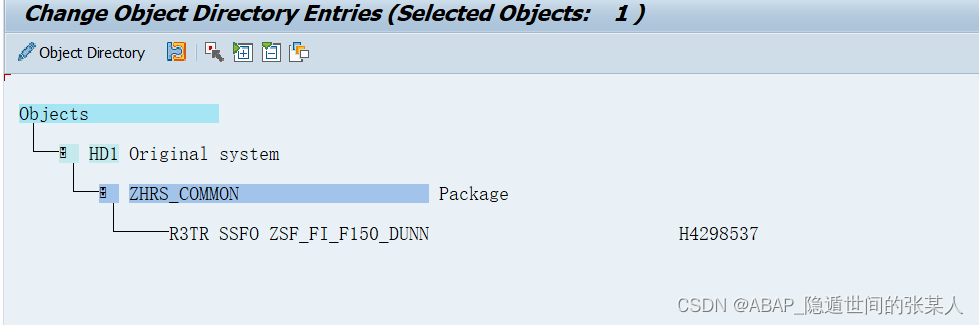 Change Object Directory Entries (Selected Objects: 1 )
Object Directory
Objects
HD1 Original system
ZHRS_COMMON Package
R3TR SSFO ZSF_FI_F150_DUNN H4298537
CSDN @ABAP_隐遁世间的张某人